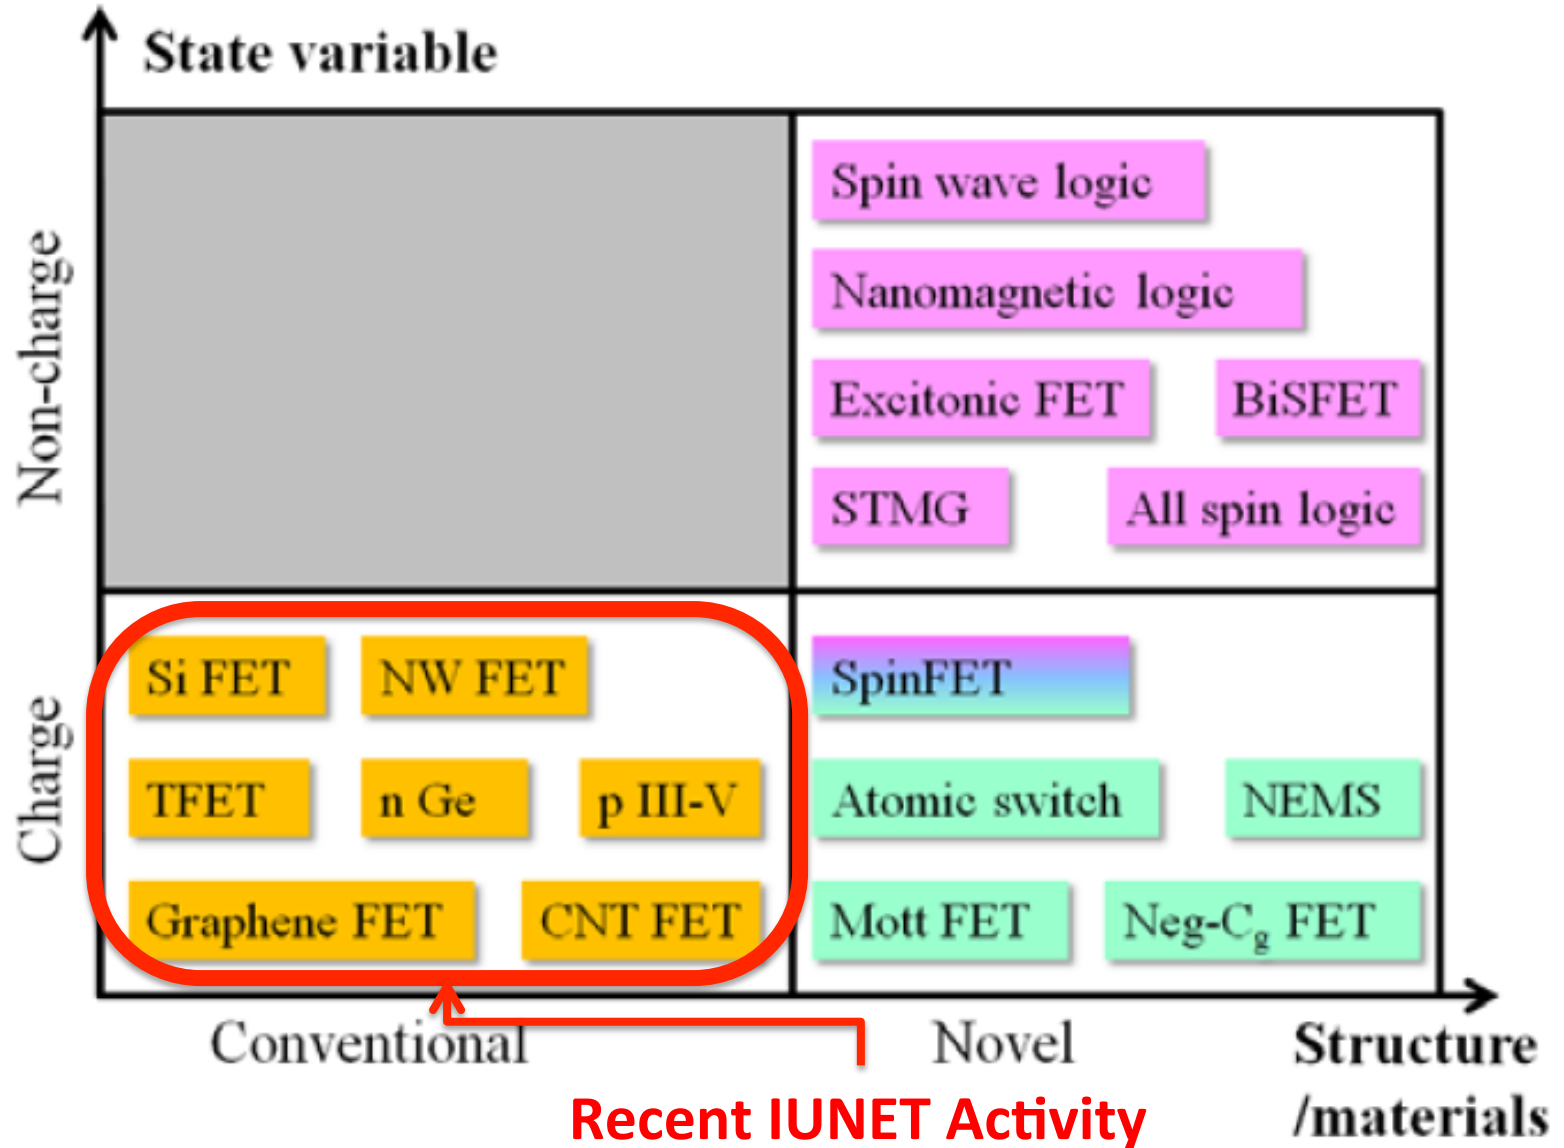 State variable
Non-charge
Spin wave logic
Nanomagnetic logic
Excitonic FET
BiSFET
STMG
All spin logic
Charge
Si FET
NW FET
SpinFET
TFET
n Ge
p III-V
Atomic switch
NEMS
Graphene FET
CNT FET
Mott FET
Neg-Cg FET
Conventional
Novel
Structure
/materials
Recent IUNET Activity